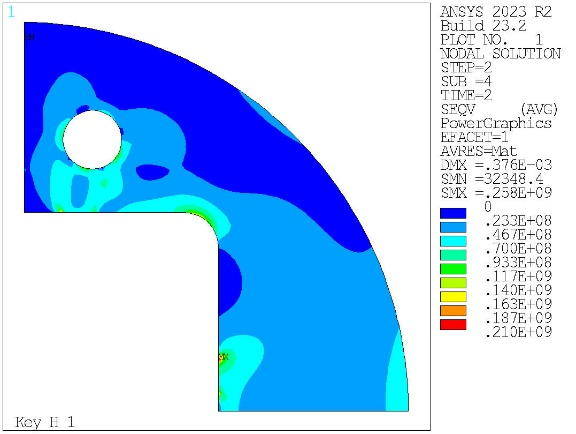 1
ANSYS 2023 R2
Build 23.2
PLOT NO. 1
NODAL SOLUTION
STEP=2
SUB =4
TIME=2
SEQV (AVG)
PowerGraphics
EFACET=1
AVRES=Mat
DMX =.376E-03
SMN =32348.4
SMX =.258E+09
0
.233E+08
.467E+08
.700E+08
.933E+08
.117E+09
.140E+09
.163E+09
.187E+09
.210E+09
Key H 1